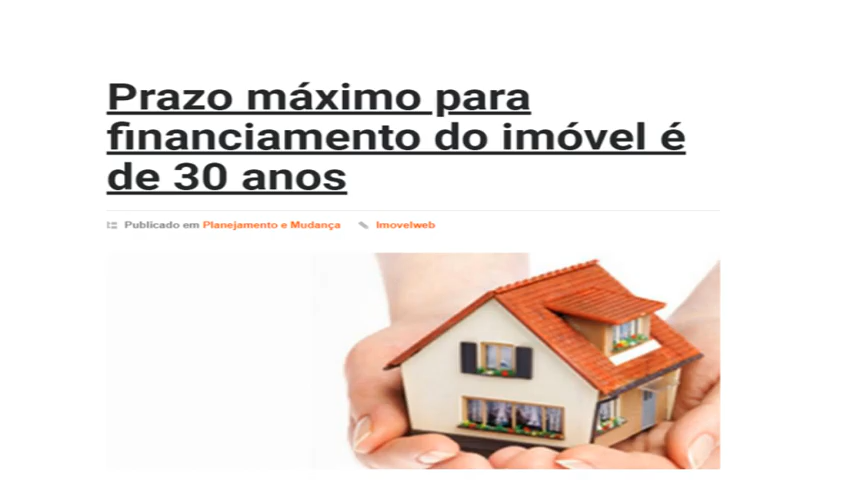 Prazo máximo para
financiamento do imóvel é
de 30 anos
Publicado em Planejamento e Mudança Imovelweb